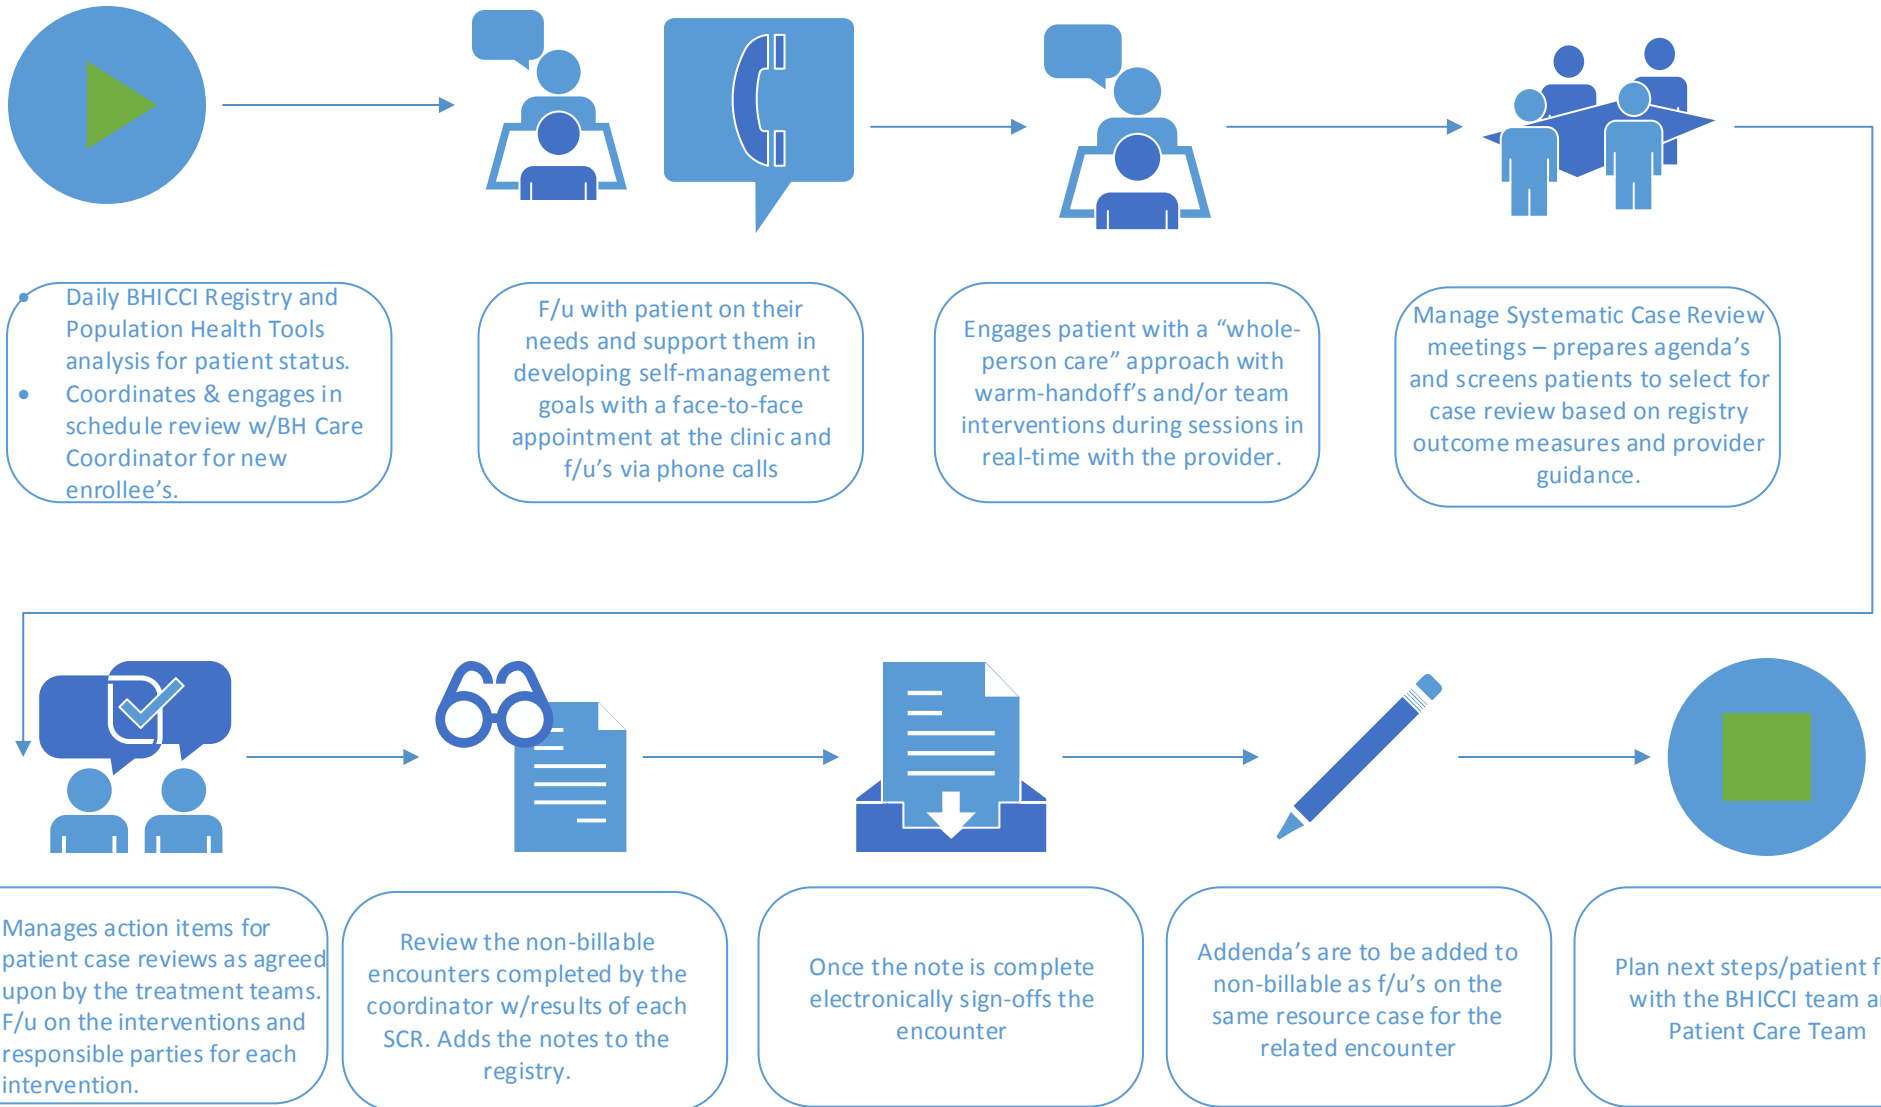 • Daily BHICCI Registry and
Population Health Tools
analysis for patient status.
• Coordinates & engages in
schedule review w/BH Care
Coordinator for new
enrollee's.
F/u with patient on their
needs and support them in
developing self-management
goals with a face-to-face
appointment at the clinic and
f/u's via phone calls
Engages patient with a “whole-
person care” approach with
warm-handoff's and/or team
interventions during sessions in
real-time with the provider.
Manage Systematic Case Review
meetings – prepares agenda's
and screens patients to select for
case review based on registry
outcome measures and provider
guidance.
Manages action items for
patient case reviews as agreed
upon by the treatment teams.
F/u on the interventions and
responsible parties for each
intervention.
Review the non-billable
encounters completed by the
coordinator w/results of each
SCR. Adds the notes to the
registry.
Once the note is complete
electronically sign-offs the
encounter
Addenda's are to be added to
non-billable as f/u's on the
same resource case for the
related encounter
Plan next steps/patient
with the BHICCI team
Patient Care Team